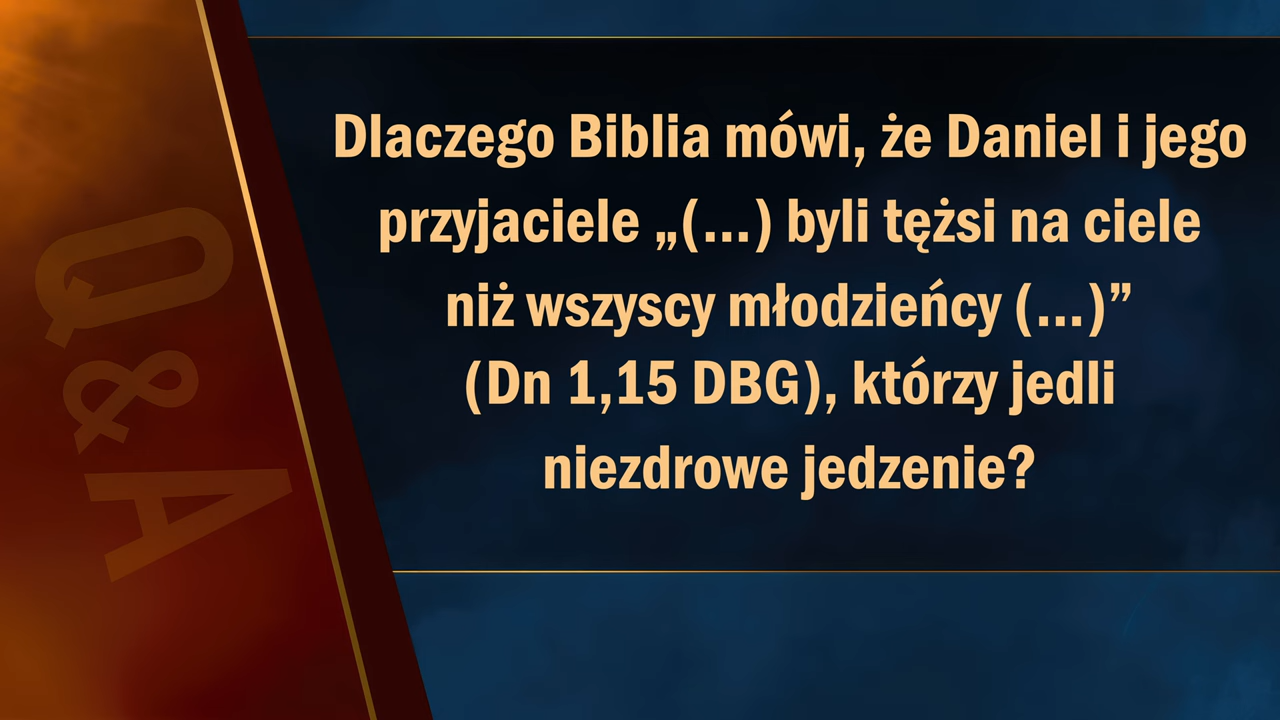 Dlaczego Biblia mówi, że Daniel i jego
przyjaciele „(...) byli tężsi na ciele
niż wszyscy młodzieńcy (...)”
(Dn 1,15 DBG), którzy jedli
niezdrowe jedzenie?
Q&A